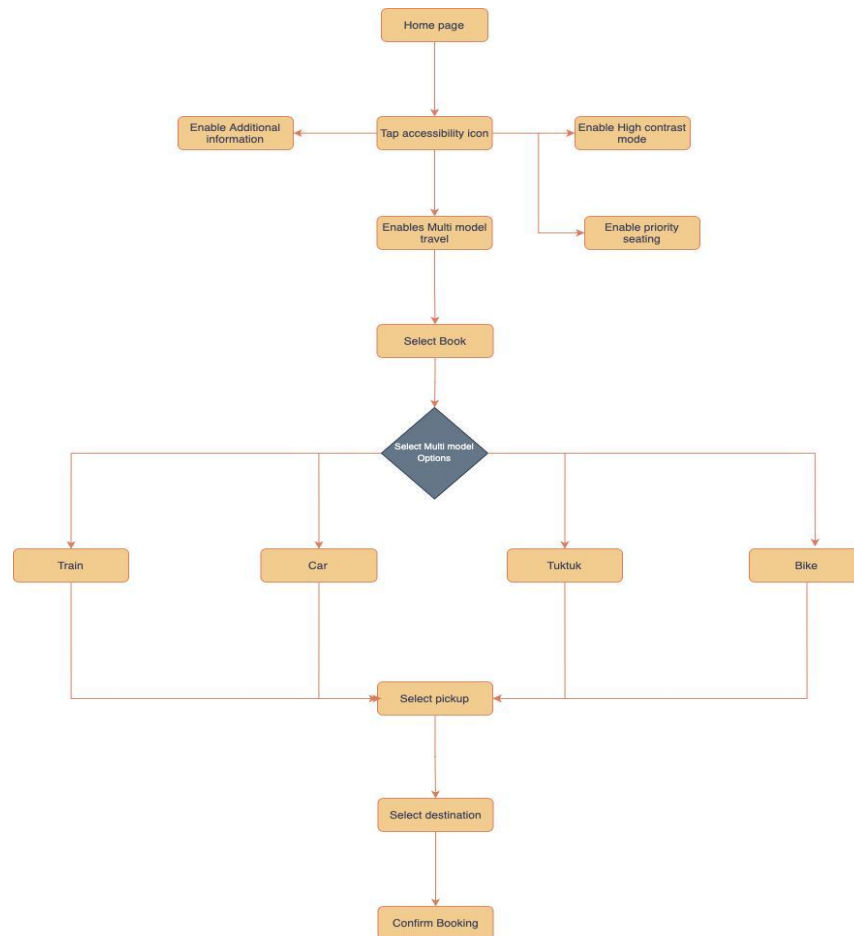 Home page
Enable Additional
information
Tap accessibility icon
Enable High contrast
mode
Enables Multi model
travel
Enable priority
seating
Select Book
Select Multi model
Options
Train
Car
Tuktuk
Bike
Select pickup
Select destination
Confirm Booking